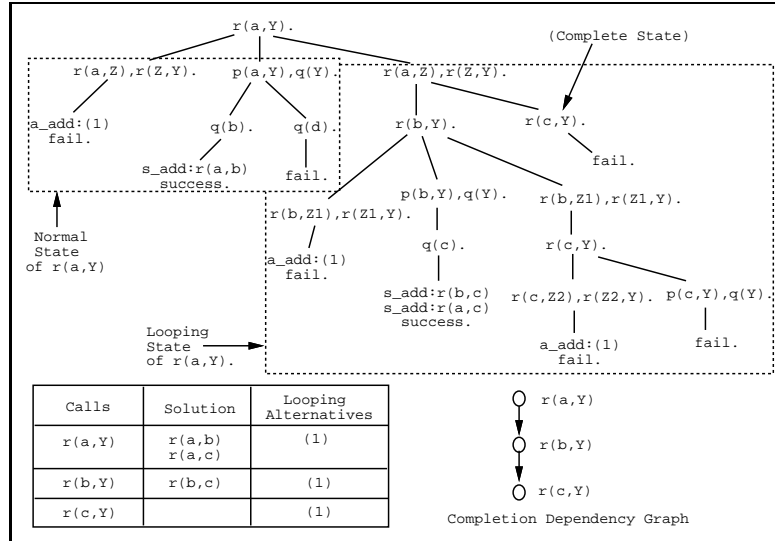 r(a,Y).
(Complete State)
r(a,Z),r(Z,Y).
p(a,Y),q(Y).
r(a,Z),r(Z,Y).
a_add:(1)
fail.
q(b).
q(d).
r(b,Y).
r(c,Y).
s_add:r(a,b)
success.
fail.
fail.
Normal
State
of r(a,Y)
r(b,Z1),r(Z1,Y).
p(b,Y),q(Y).
r(b,Z1),r(Z1,Y).
a_add:(1)
fail.
q(c).
r(c,Y).
s_add:r(b,c)
s_add:r(a,c)
success.
r(c,Z2),r(Z2,Y).
p(c,Y),q(Y).
a_add:(1)
fail.
fail.
Looping
State
of r(a,Y).
Calls
Solution
Looping
Alternatives
r(a,Y)
r(a,b)
r(a,c)
(1)
r(b,Y)
r(b,c)
(1)
r(c,Y)
(1)
r(a,Y)
r(b,Y)
r(c,Y)
Completion Dependency Graph